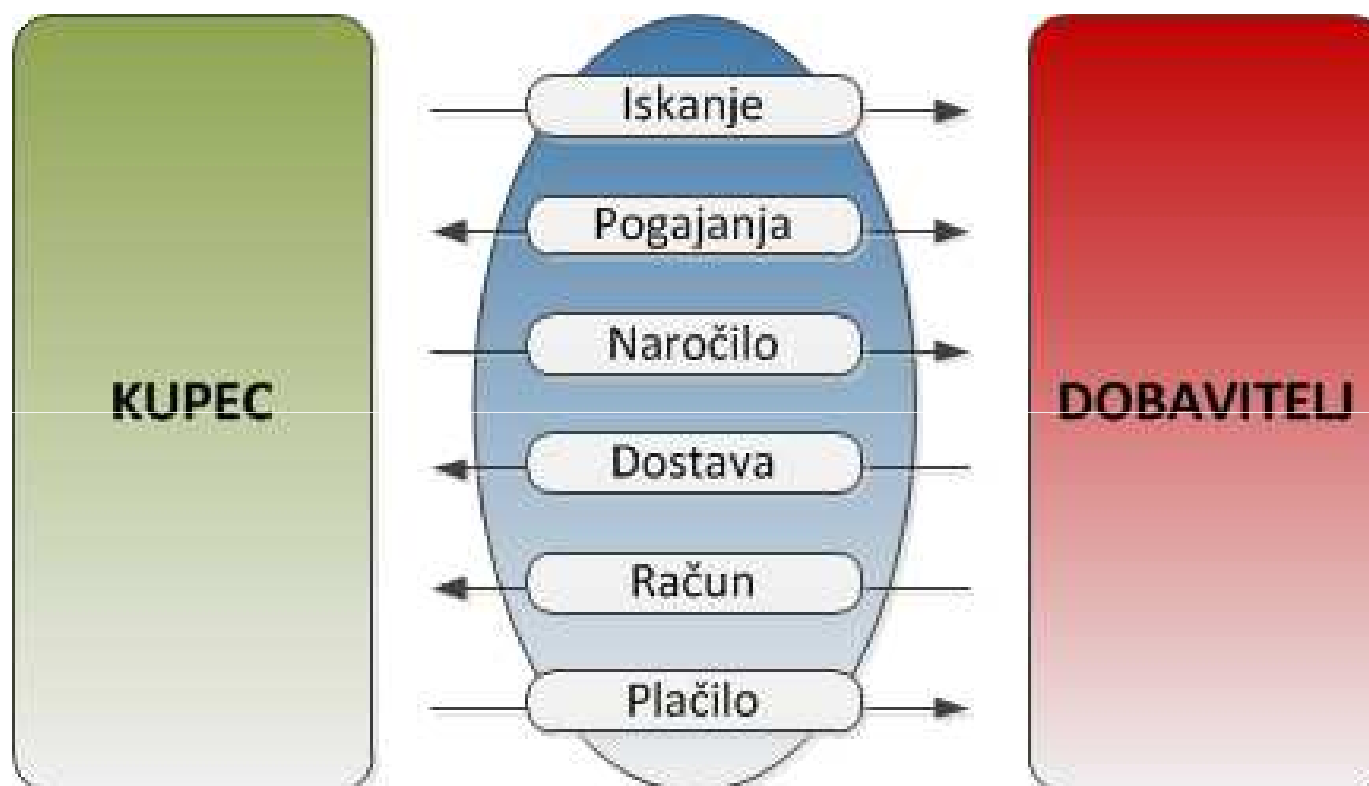 KUPEC
Iskanje
Pogajanja
Naročilo
Dostava
Račun
Plačilo
DOBAVITELJ